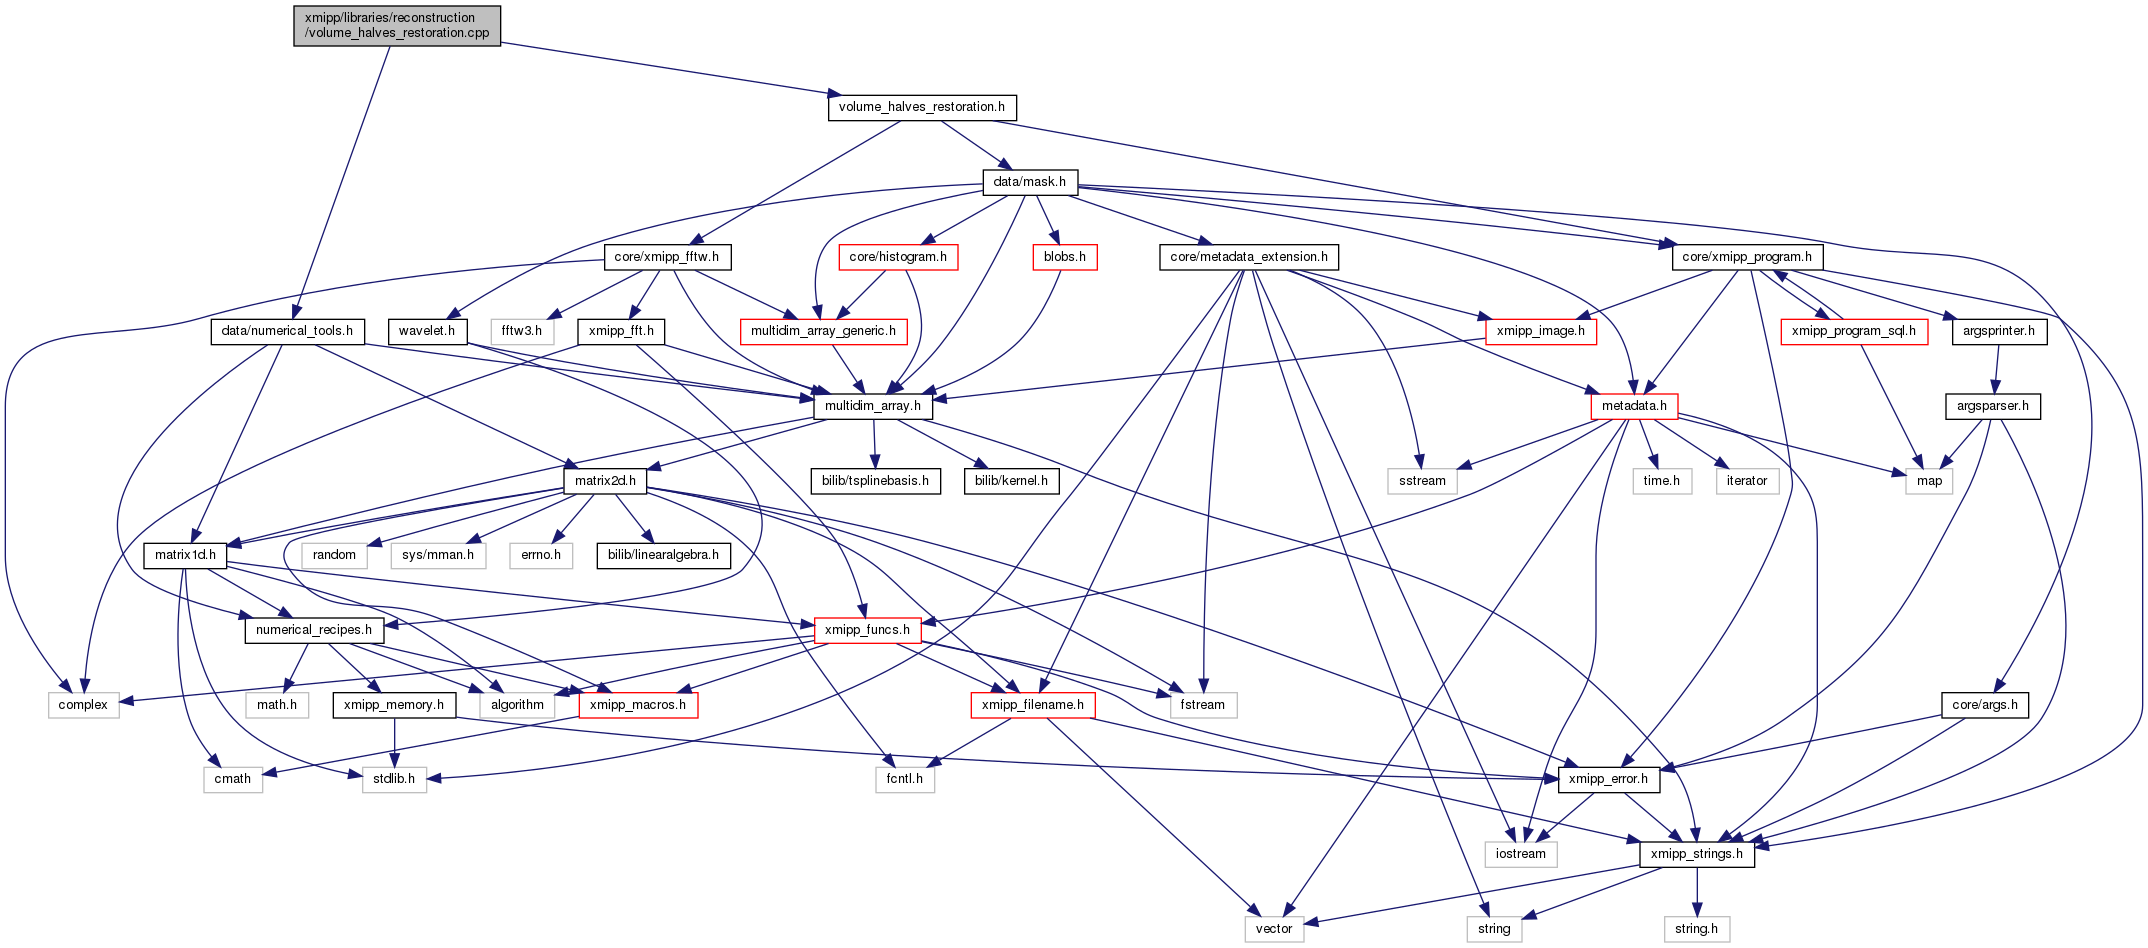 xmipp/libraries/reconstruction
/volume_halves_restoration.cpp
volume_halves_restoration.h
data/mask.h
core/xmipp_fftw.h
core/histogram.h
blobs.h
core/metadata_extension.h
core/xmipp_program.h
data/numerical_tools.h
wavelet.h
fftw3.h
xmipp_fft.h
multidim_array_generic.h
xmipp_image.h
xmipp_program_sql.h
argsprinter.h
multidim_array.h
metadata.h
argsparser.h
matrix2d.h
bilib/tsplinebasis.h
bilib/kernel.h
sstream
time.h
iterator
map
matrix1d.h
random
sys/mman.h
errno.h
bilib/linearalgebra.h
numerical_recipes.h
xmipp_funcs.h
complex
math.h
xmipp_memory.h
algorithm
xmipp_macros.h
xmipp_filename.h
fstream
core/args.h
cmath
stdlib.h
fcntl.h
xmipp_error.h
iostream
xmipp_strings.h
vector
string
string.h